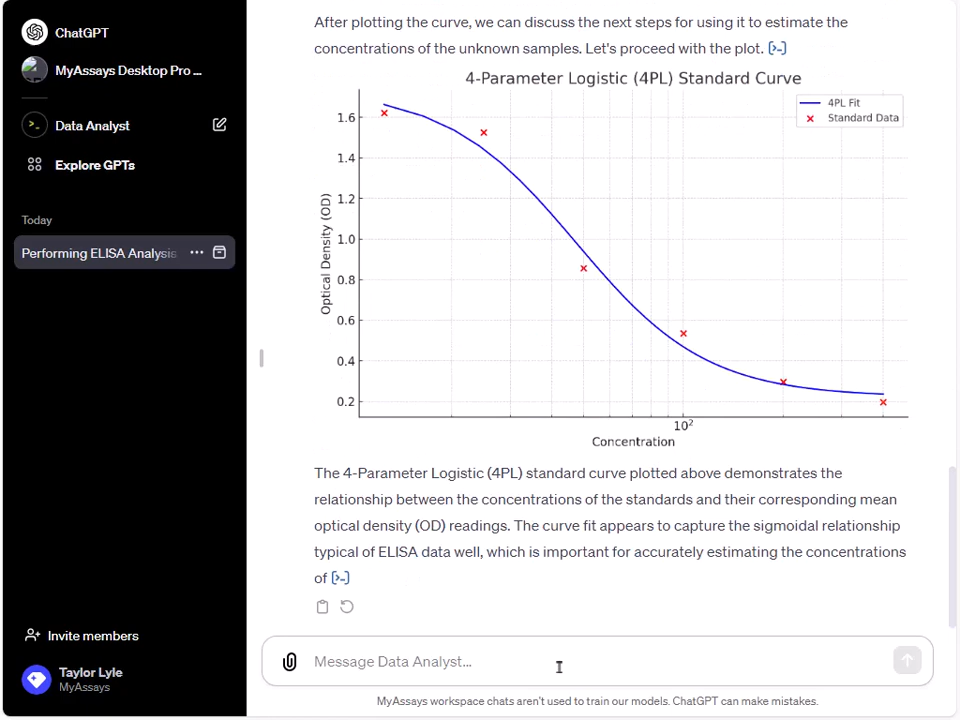 ChatGPT
MyAssays Desktop Pro ...
Data Analyst
Explore GPTs
Today
Performing ELISA Analysis
Invite members
Taylor Lyle
MyAssays
After plotting the curve, we can discuss the next steps for using it to estimate the
concentrations of the unknown samples. Let's proceed with the plot. [>-]
4-Parameter Logistic (4PL) Standard Curve
4PL Fit
Standard Data
Optical Density (OD)
1.6
1.4
1.2
1.0
0.8
0.6
0.4
0.2
10²
Concentration
The 4-Parameter Logistic (4PL) standard curve plotted above demonstrates the
relationship between the concentrations of the standards and their corresponding mean
optical density (OD) readings. The curve fit appears to capture the sigmoidal relationship
typical of ELISA data well, which is important for accurately estimating the concentrations
of [>-]
Message Data Analyst...
MyAssays workspace chats aren't used to train our models. ChatGPT can make mistakes.